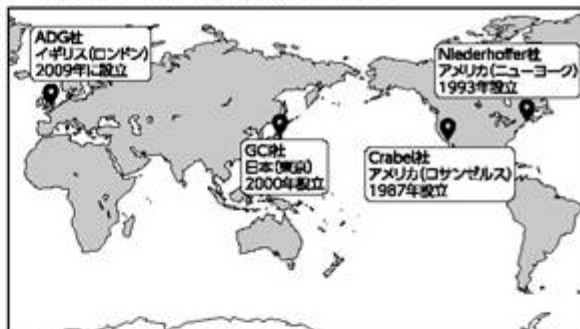 ADG社
イギリス（ロンドン）
2009年に設立
Niederhoffer社
アメリカ（ニューヨーク）
1993年設立
GCI社
日本（東京）
2000年設立
Crabel社
アメリカ（ロサンゼルス）
1987年設立